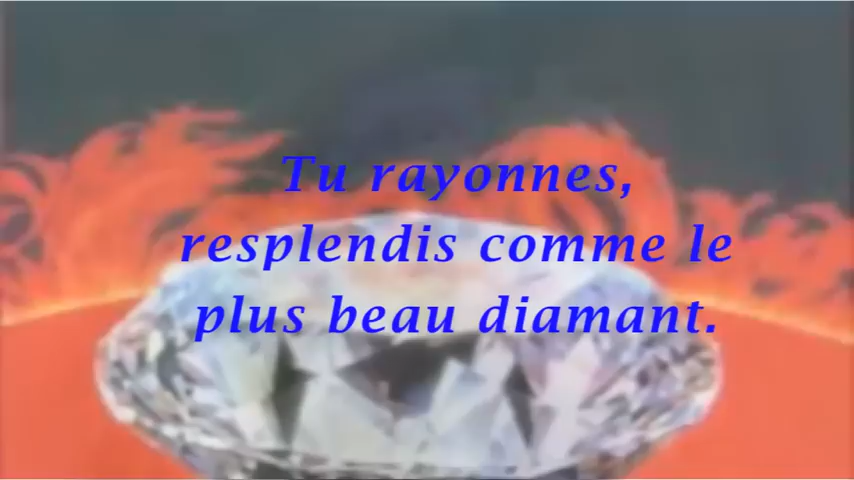 Tu rayonnes,
resplendis comme le
plus beau diamant.